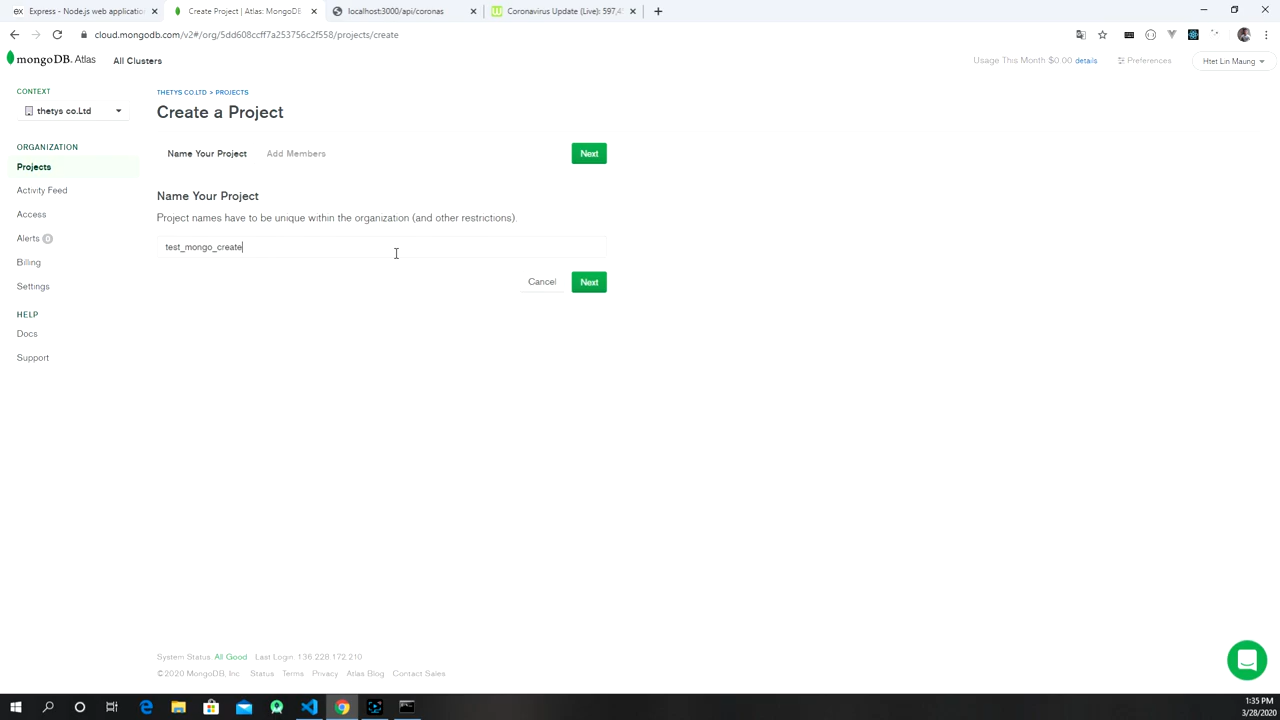 Express - Node.js web applicatio
Create Project | Atlas: MongoDB
localhost:3000/api/coronas
Coronavirus Update (Live): 597,4
cloud.mongodb.com/v2#/org/5dd608ccff7a253756c2f558/projects/create
mongoDB. Atlas
All Clusters
Usage This Month $0.00 details
Preferences
Htet Lin Maung
CONTEXT
thetys co.Ltd
ORGANIZATION
Projects
Activity Feed
Access
Alerts 0
Billing
Settings
HELP
Docs
Support
THETYS CO.LTD > PROJECTS
Create a Project
Name Your Project Add Members Next
Name Your Project
Project names have to be unique within the organization (and other restrictions).
test_mongo_create
Cancel Next
System Status: All Good Last Login: 136.228.172.210
©2020 MongoDB, Inc. Status Terms Privacy Atlas Blog Contact Sales
1:35 PM
3/28/2020